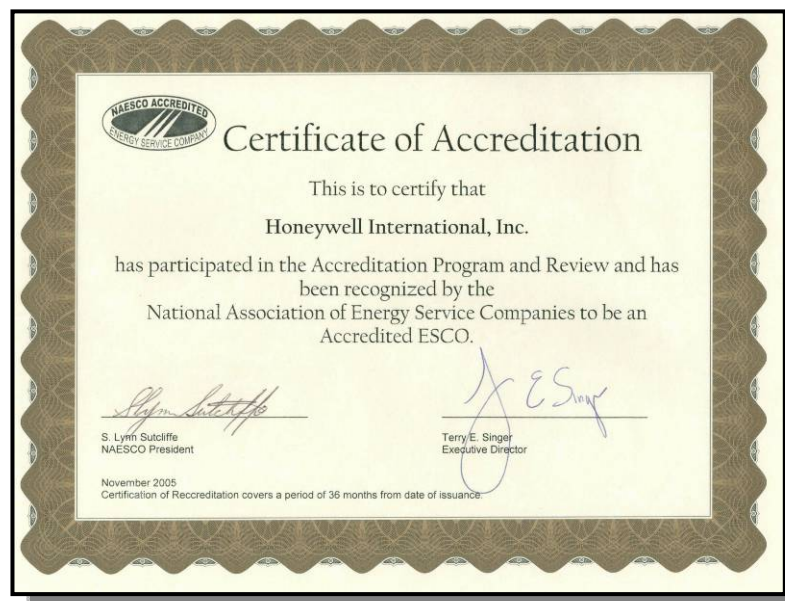 NAESCO ACCREDITED
ENERGY SERVICE COMPANY
Certificate of Accreditation
This is to certify that
Honeywell International, Inc.
has participated in the Accreditation Program and Review and has
been recognized by the
National Association of Energy Service Companies to be an
Accredited ESCO.
S. Lynn Sutcliffe
Terry E. Singer
NAESCO President
Executive Director
November 2005
Certification of Reccreditation covers a period of 36 months from date of issuance.